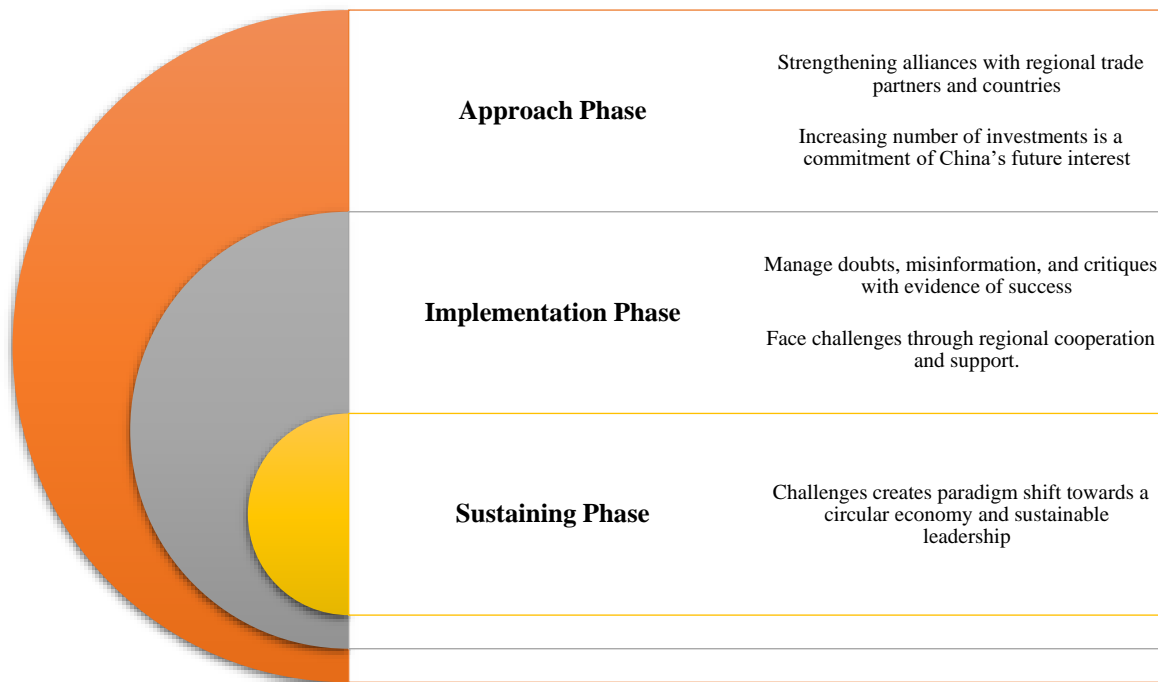 Approach Phase
Strengthening alliances with regional trade
partners and countries
Increasing number of investments is a
commitment of China’s future interest
Implementation Phase
Manage doubts, misinformation, and critiques
with evidence of success
Face challenges through regional cooperation
and support.
Sustaining Phase
Challenges creates paradigm shift towards a
circular economy and sustainable
leadership